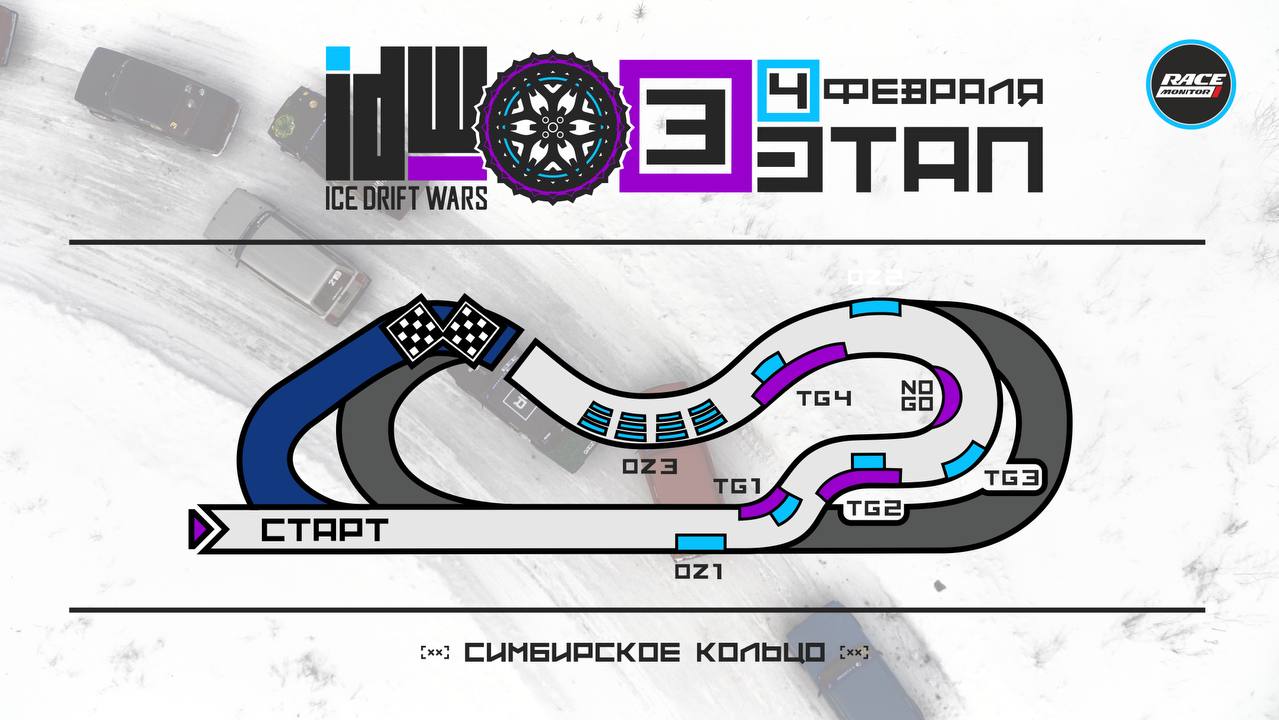 idw 3 4 ФЕВРАЛЯ
ЭТАП
ICE DRIFT WARS
RACE
MONITOR
OZ2
TG4
NO
GO
OZ3
TG1
TG3
TG2
СТАРТ
OZ1
[××] СИМБИРСКОЕ КОЛЬЦО [××]